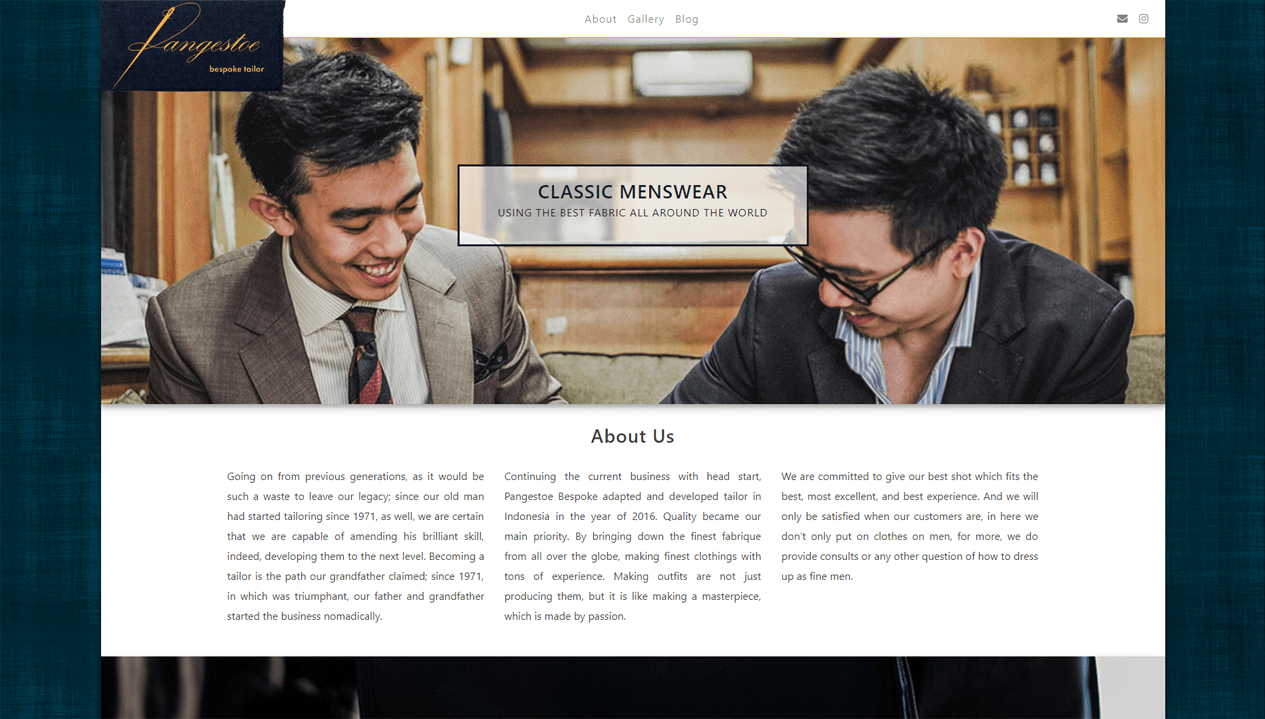 Pangestoe
bespoke tailor
About Gallery Blog
CLASSIC MENSWEAR
USING THE BEST FABRIC ALL AROUND THE WORLD
About Us
Going on from previous generations, as it would be
such a waste to leave our legacy; since our old man
had started tailoring since 1971, as well, we are certain
that we are capable of amending his brilliant skill,
indeed, developing them to the next level. Becoming a
tailor is the path our grandfather claimed; since 1971,
in which was triumphant, our father and grandfather
started the business nomadically.
Continuing the current business with head start,
Pangestoe Bespoke adapted and developed tailor in
Indonesia in the year of 2016. Quality became our
main priority. By bringing down the finest fabrique
from all over the globe, making finest clothings with
tons of experience. Making outfits are not just
producing them, but it is like making a masterpiece,
which is made by passion.
We are committed to give our best shot which fits the
best, most excellent, and best experience. And we will
only be satisfied when our customers are, in here we
don't only put on clothes on men, for more, we do
provide consults or any other question of how to dress
up as fine men.